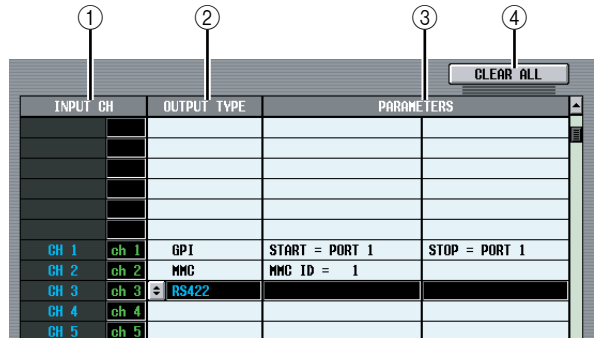 ① ② ③ ④
CLEAR ALL
INPUT CH OUTPUT TYPE PARAMETERS
CH 1 ch 1 GPI START = PORT 1 STOP = PORT 1
CH 2 ch 2 MMC MMC ID = 1
CH 3 ch 3 RS422
CH 4 ch 4
CH 5 ch 5